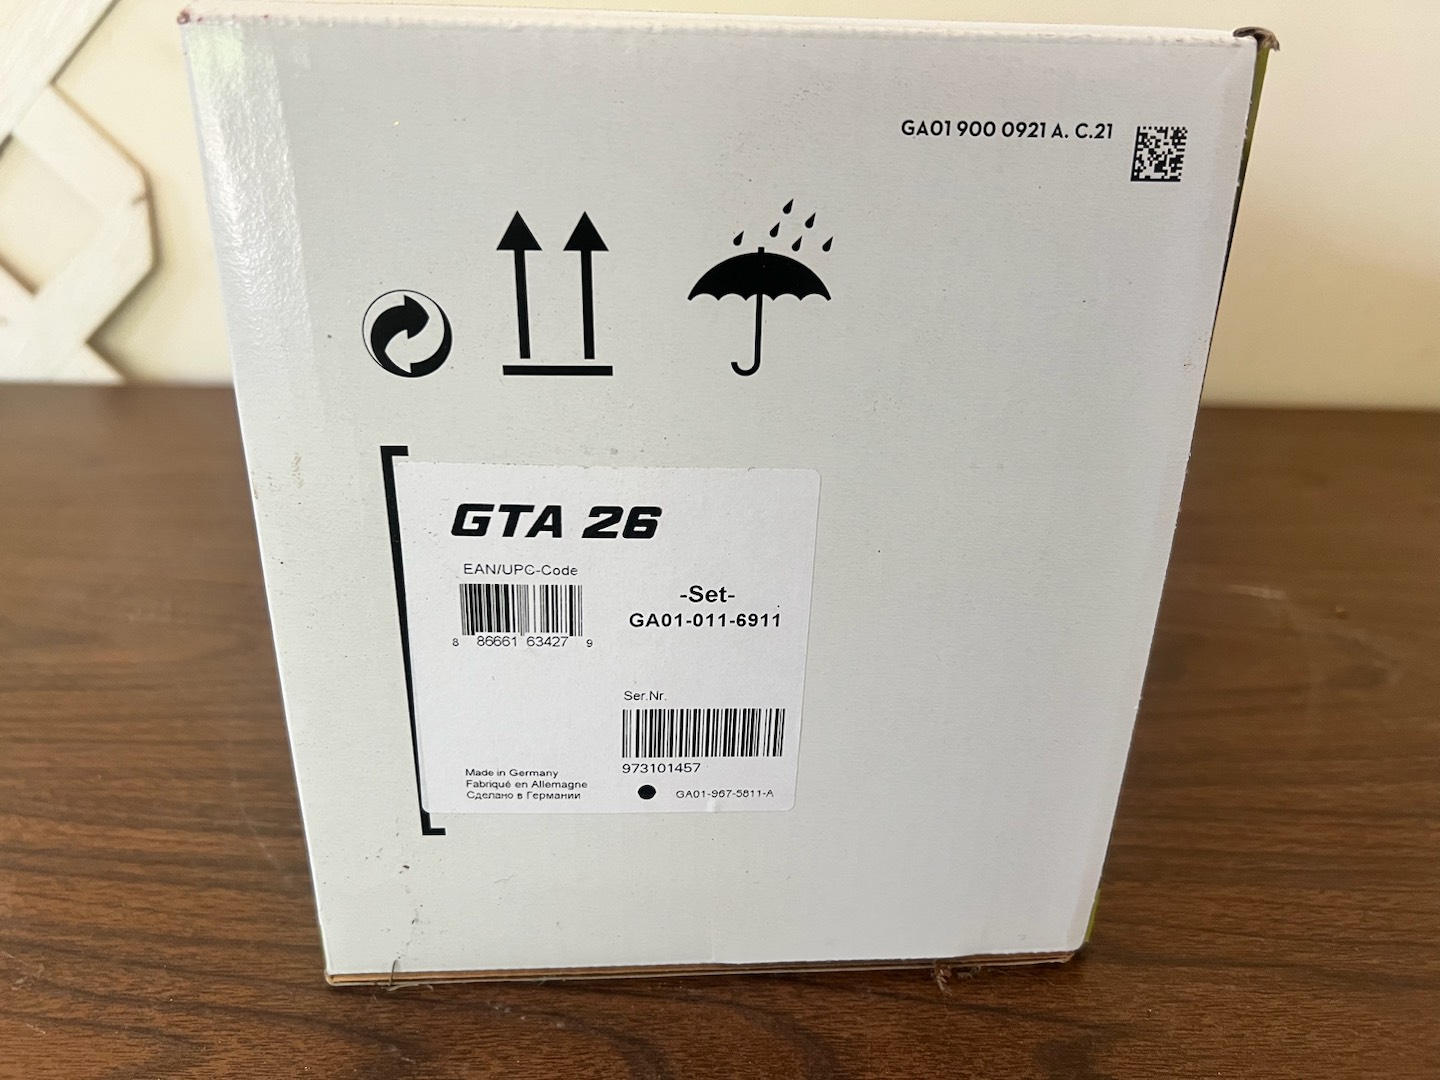 GA01 900 0921 A. C.21
GTA 26
EAN/UPC-Code
-Set-
GA01-011-6911
8 86661 63427 9
Ser.Nr.
973101457
Made in Germany
Fabriqué en Allemagne
Сделано в Германии
GA01-967-5811-A